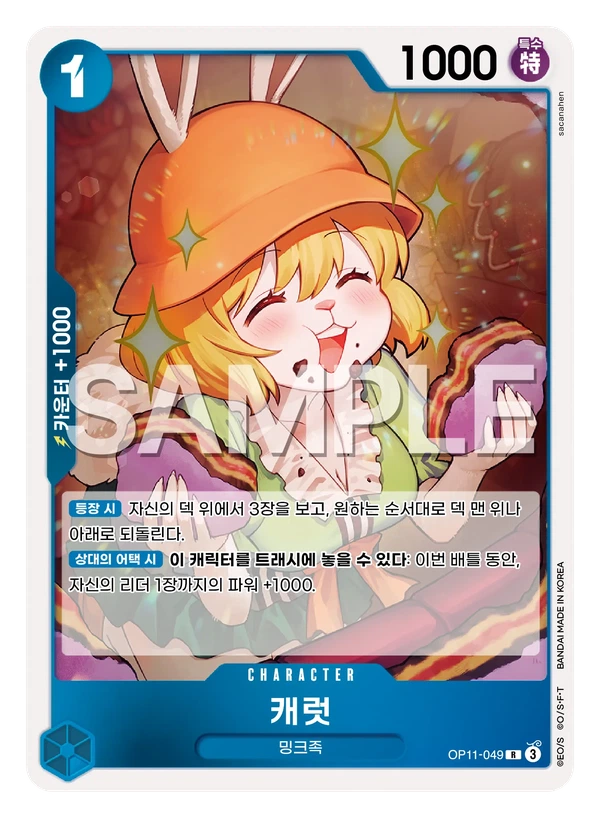 1
1000
특수
特
sacanahen
카운터 +1000
SAMPLE
등장 시 자신의 덱 위에서 3장을 보고, 원하는 순서대로 덱 맨 위나
아래로 되돌린다.
상대의 어택 시 이 캐릭터를 트래시에 놓을 수 있다: 이번 배틀 동안,
자신의 리더 1장까지의 파워 +1000.
CHARACTER
캐럿
밍크족
OP11-049 R 3
©EO/S ©O/S·F·T BANDAI MADE IN KOREA